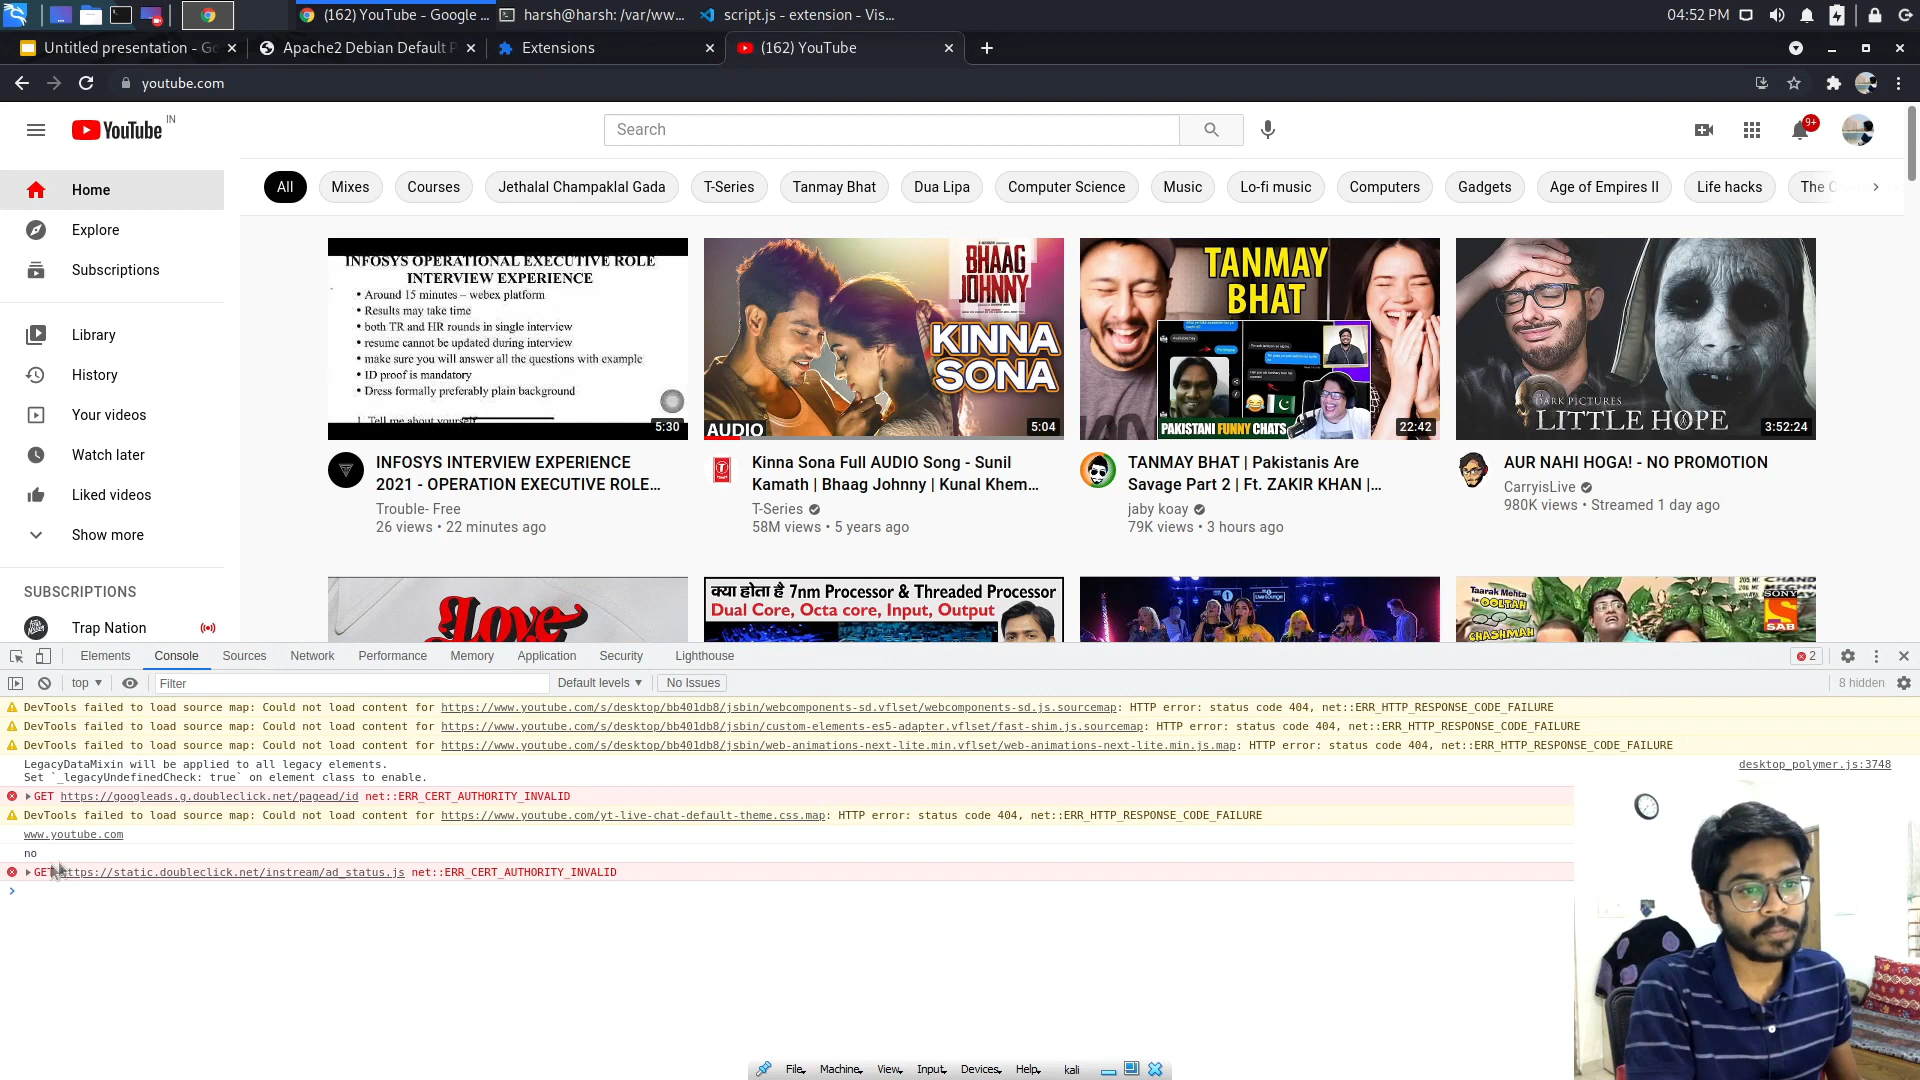 (162) YouTube - Google ...
harsh@harsh: /var/ww...
script.js - extension - Vis...
04:52 PM
Untitled presentation - Go
Apache2 Debian Default P
Extensions
(162) YouTube
youtube.com
YouTube IN
Search
9+
Home
Explore
Subscriptions
Library
History
Your videos
Watch later
Liked videos
Show more
SUBSCRIPTIONS
Trap Nation
All
Mixes
Courses
Jethalal Champaklal Gada
T-Series
Tanmay Bhat
Dua Lipa
Computer Science
Music
Lo-fi music
Computers
Gadgets
Age of Empires II
Life hacks
The
INFOSYS OPERATIONAL EXECUTIVE ROLE
INTERVIEW EXPERIENCE
• Around 15 minutes – webex platform
• Results may take time
• both TR and HR rounds in single interview
• resume cannot be updated during interview
• make sure you will answer all the questions with example
• ID proof is mandatory
• Dress formally preferably plain background
1. Tell me about yourself
5:30
INFOSYS INTERVIEW EXPERIENCE
2021 - OPERATION EXECUTIVE ROLE...
Trouble- Free
26 views • 22 minutes ago
BHAAG
JOHNNY
KINNA
SONA
AUDIO
5:04
Kinna Sona Full AUDIO Song - Sunil
Kamath | Bhaag Johnny | Kunal Khem...
T-Series
58M views • 5 years ago
TANMAY
BHAT
PAKISTANI FUNNY CHATS
22:42
TANMAY BHAT | Pakistanis Are
Savage Part 2 | Ft. ZAKIR KHAN |...
jaby koay
79K views • 3 hours ago
DARK PICTURES
LITTLE HOPE
3:52:24
AUR NAHI HOGA! - NO PROMOTION
CarryisLive
980K views • Streamed 1 day ago
Love
क्या होता है 7nm Processor & Threaded Processor
Dual Core, Octa core, Input, Output
Live Lounge
Taarak Mehta
Ka OOLTAH
CHASHMAH
SONY
SAB
Elements
Console
Sources
Network
Performance
Memory
Application
Security
Lighthouse
2
top
Filter
Default levels
No Issues
8 hidden
DevTools failed to load source map: Could not load content for https://www.youtube.com/s/desktop/bb401db8/jsbin/webcomponents-sd.vflset/webcomponents-sd.js.sourcemap: HTTP error: status code 404, net::ERR_HTTP_RESPONSE_CODE_FAILURE
DevTools failed to load source map: Could not load content for https://www.youtube.com/s/desktop/bb401db8/jsbin/custom-elements-es5-adapter.vflset/fast-shim.js.sourcemap: HTTP error: status code 404, net::ERR_HTTP_RESPONSE_CODE_FAILURE
DevTools failed to load source map: Could not load content for https://www.youtube.com/s/desktop/bb401db8/jsbin/web-animations-next-lite.min.vflset/web-animations-next-lite.min.js.map: HTTP error: status code 404, net::ERR_HTTP_RESPONSE_CODE_FAILURE
LegacyDataMixin will be applied to all legacy elements. desktop_polymer.js:3748
Set `_legacyUndefinedCheck: true` on element class to enable.
GET https://googleads.g.doubleclick.net/pagead/id net::ERR_CERT_AUTHORITY_INVALID
DevTools failed to load source map: Could not load content for https://www.youtube.com/yt-live-chat-default-theme.css.map: HTTP error: status code 404, net::ERR_HTTP_RESPONSE_CODE_FAILURE
www.youtube.com
no
GET https://static.doubleclick.net/instream/ad_status.js net::ERR_CERT_AUTHORITY_INVALID
File
Machine
View
Input
Devices
Help
kali